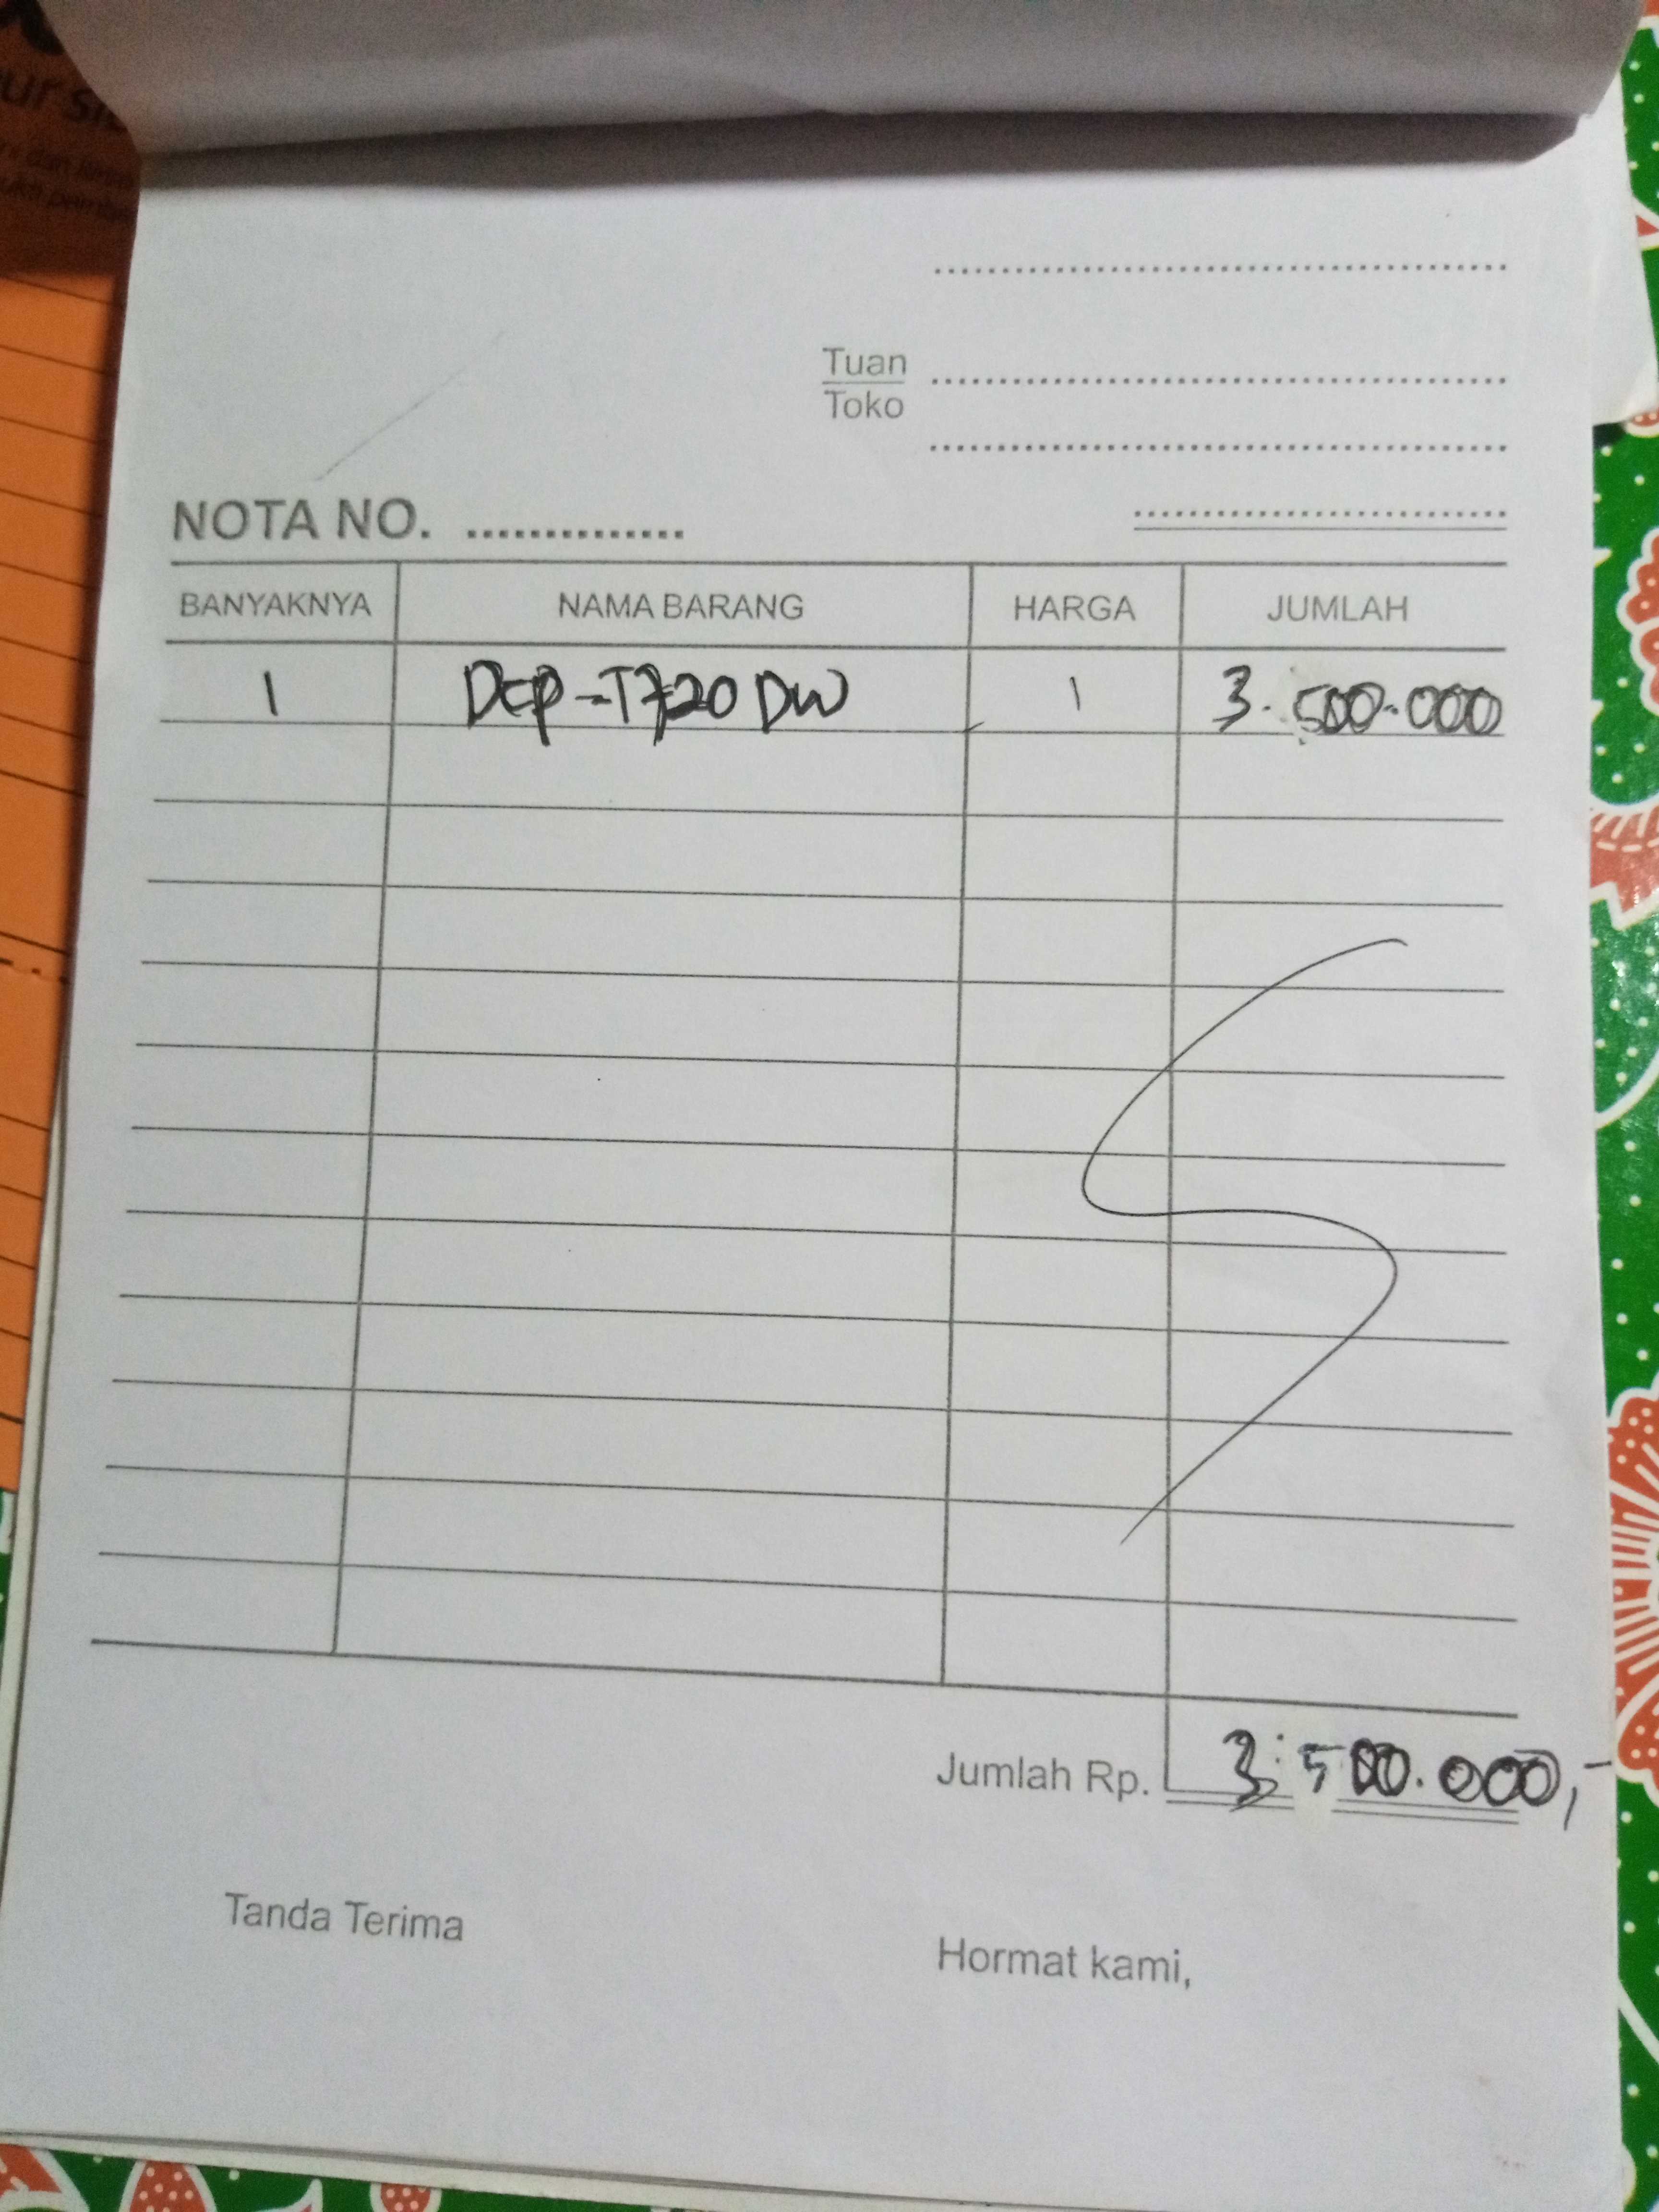 Tuan
Toko
NOTA NO.
BANYAKNYA NAMA BARANG HARGA JUMLAH
1 DCP-T720DW 1 3.500.000
Jumlah Rp. 3.500.000,-
Tanda Terima
Hormat kami,